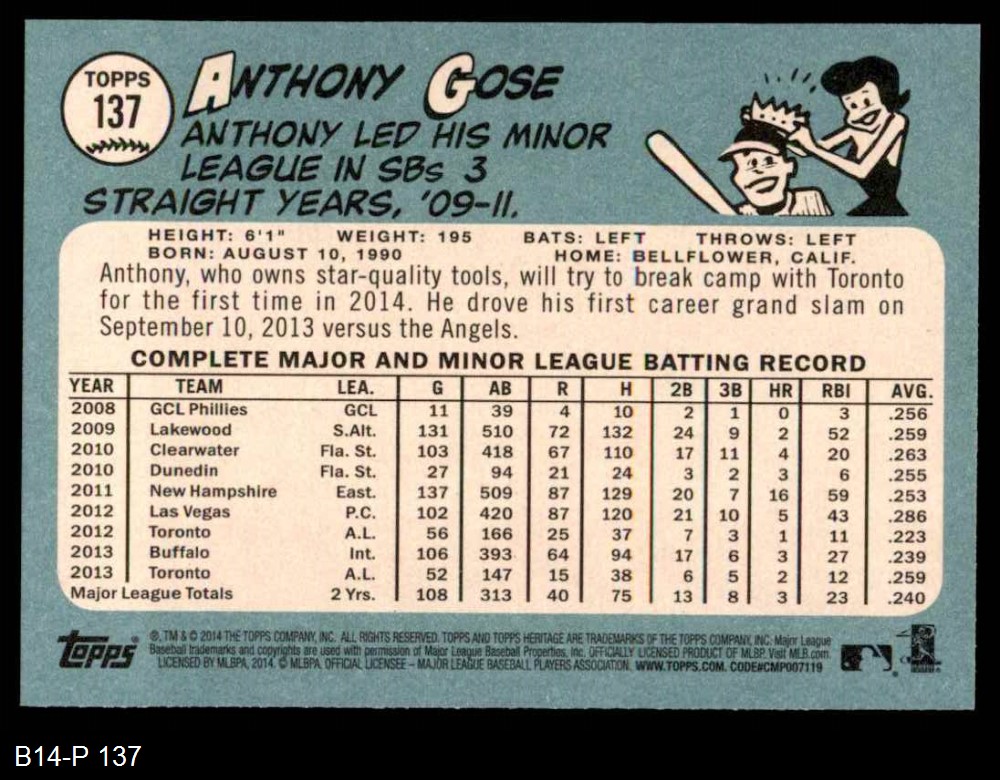 TOPPS
137
ANTHONY GOSE
ANTHONY LED HIS MINOR
LEAGUE IN SBs 3
STRAIGHT YEARS, '09-11.
HEIGHT: 6'1" WEIGHT: 195 BATS: LEFT THROWS: LEFT
BORN: AUGUST 10, 1990 HOME: BELLFLOWER, CALIF.
Anthony, who owns star-quality tools, will try to break camp with Toronto
for the first time in 2014. He drove his first career grand slam on
September 10, 2013 versus the Angels.
COMPLETE MAJOR AND MINOR LEAGUE BATTING RECORD
YEAR TEAM LEA. G AB R H 2B 3B HR RBI AVG.
2008 GCL Phillies GCL 11 39 4 10 2 1 0 3 .256
2009 Lakewood S.Alt. 131 510 72 132 24 9 2 52 .259
2010 Clearwater Fla. St. 103 418 67 110 17 11 4 20 .263
2010 Dunedin Fla. St. 27 94 21 24 3 2 3 6 .255
2011 New Hampshire East. 137 509 87 129 20 7 16 59 .253
2012 Las Vegas P.C. 102 420 87 120 21 10 5 43 .286
2012 Toronto A.L. 56 166 25 37 7 3 1 11 .223
2013 Buffalo Int. 106 393 64 94 17 6 3 27 .239
2013 Toronto A.L. 52 147 15 38 6 5 2 12 .259
Major League Totals 2 Yrs. 108 313 40 75 13 8 3 23 .240
topps ®
®, TM & © 2014 THE TOPPS COMPANY, INC. ALL RIGHTS RESERVED. TOPPS AND TOPPS HERITAGE ARE TRADEMARKS OF THE TOPPS COMPANY, INC. Major League
Baseball trademarks and copyrights are used with permission of Major League Baseball Properties, Inc. OFFICIALLY LICENSED PRODUCT OF MLBP. Visit MLB.com.
LICENSED BY MLBPA, 2014. © MLBPA. OFFICIAL LICENSEE – MAJOR LEAGUE BASEBALL PLAYERS ASSOCIATION. WWW.TOPPS.COM. CODE#CMP007119
B14-P 137